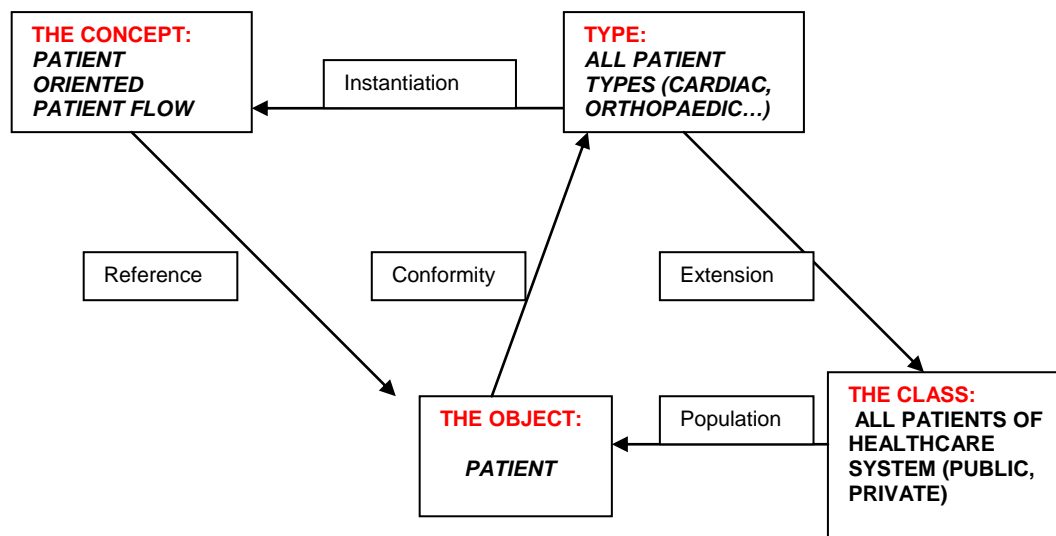 THE CONCEPT:
PATIENT
ORIENTED
PATIENT FLOW
Instantiation
TYPE:
ALL PATIENT
TYPES (CARDIAC,
ORTHOPAEDIC…)
Reference
Conformity
Extension
THE OBJECT:
PATIENT
Population
THE CLASS:
ALL PATIENTS OF
HEALTHCARE
SYSTEM (PUBLIC,
PRIVATE)